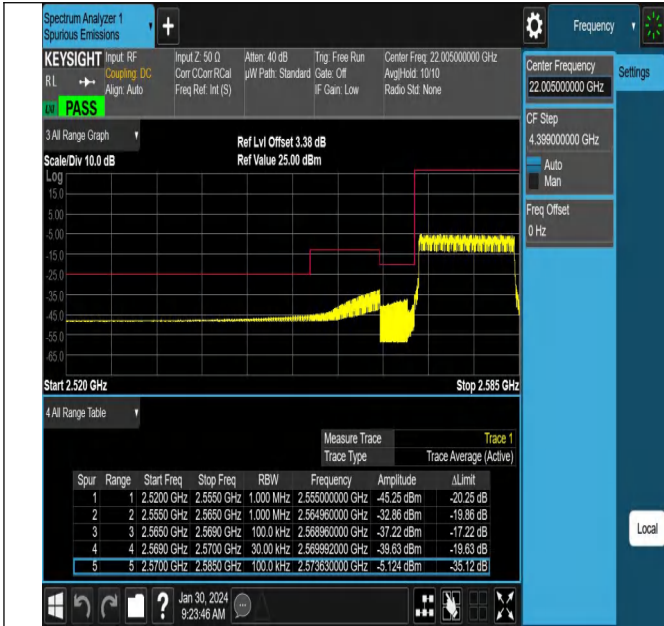 Spectrum Analyzer 1
Spurious Emissions
Frequency
KEYSIGHT Input: RF
RL
Coupling: DC
Align: Auto
Input Z: 50 Ω
Corr CCorr RCal
Freq Ref: Int (S)
Atten: 40 dB
µW Path: Standard
Trig: Free Run
Gate: Off
IF Gain: Low
Center Freq: 22.005000000 GHz
Avg|Hold: 10/10
Radio Std: None
PASS
Center Frequency
22.005000000 GHz
Settings
CF Step
4.399000000 GHz
Auto
Man
Freq Offset
0 Hz
Local
3 All Range Graph
Ref Lvl Offset 3.38 dB
Scale/Div 10.0 dB
Ref Value 25.00 dBm
Log
15.0
5.00
-5.00
-15.0
-25.0
-35.0
-45.0
-55.0
-65.0
Start 2.520 GHz
Stop 2.585 GHz
4 All Range Table
Measure Trace Trace 1
Trace Type Trace Average (Active)
Spur Range Start Freq Stop Freq RBW Frequency Amplitude ΔLimit
1 1 2.5200 GHz 2.5550 GHz 1.000 MHz 2.555000000 GHz -45.25 dBm -20.25 dB
2 2 2.5550 GHz 2.5650 GHz 1.000 MHz 2.564960000 GHz -32.86 dBm -19.86 dB
3 3 2.5650 GHz 2.5690 GHz 100.0 kHz 2.568960000 GHz -37.22 dBm -17.22 dB
4 4 2.5690 GHz 2.5700 GHz 30.00 kHz 2.569992000 GHz -39.63 dBm -19.63 dB
5 5 2.5700 GHz 2.5850 GHz 100.0 kHz 2.573630000 GHz -5.124 dBm -35.12 dB
?
Jan 30, 2024
9:23:46 AM